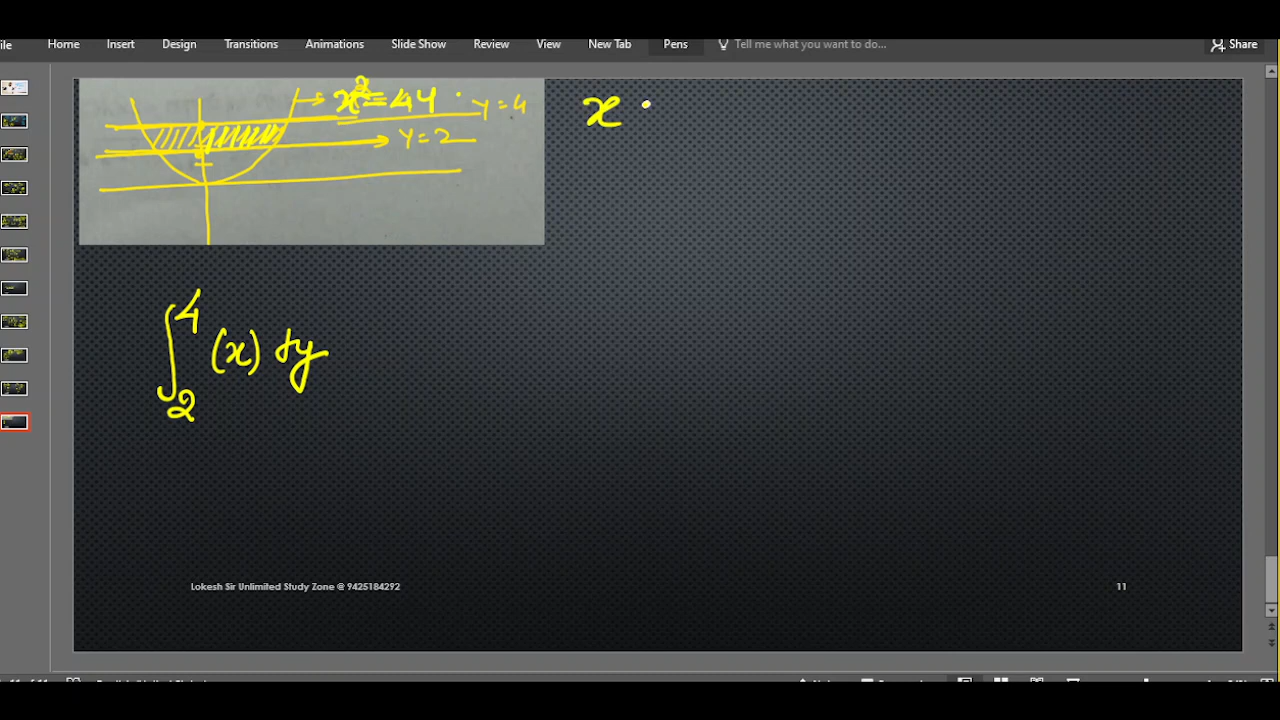 File Home Insert Design Transitions Animations Slide Show Review View New Tab Pens Tell me what you want to do... Share
x²=4y
y=4
y=2
x
∫₂⁴ (x) dy
Lokesh Sir Unlimited Study Zone @ 9425184292
11